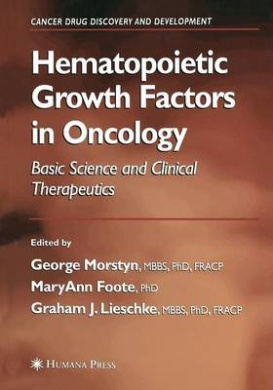 CANCER DRUG DISCOVERY AND DEVELOPMENT
Hematopoietic
Growth Factors
in Oncology
Basic Science and Clinical
Therapeutics
Edited by
George Morstyn, MBBS, PhD, FRACP
MaryAnn Foote, PhD
Graham J. Lieschke, MBBS, PhD, FRACP
HUMANA PRESS